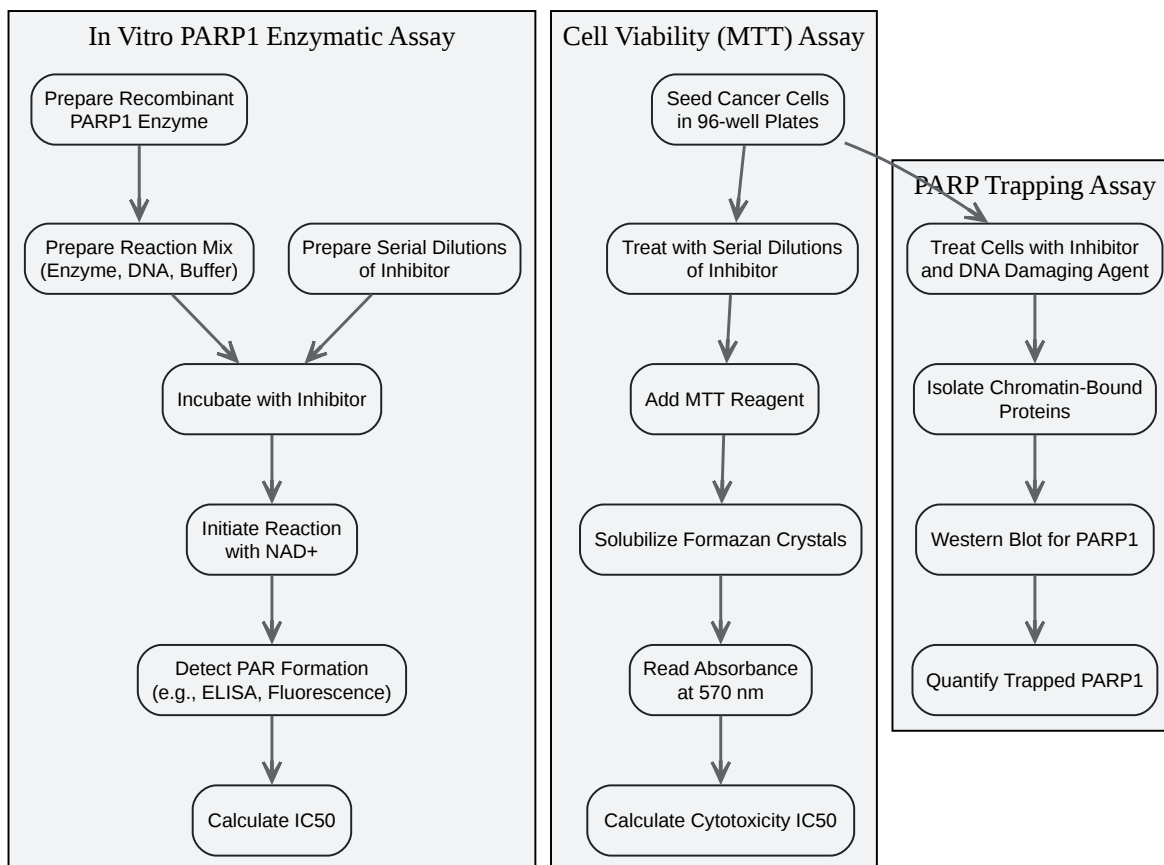 In Vitro PARP1 Enzymatic Assay
Prepare Recombinant
PARP1 Enzyme
Prepare Reaction Mix
(Enzyme, DNA, Buffer)
Prepare Serial Dilutions
of Inhibitor
Incubate with Inhibitor
Initiate Reaction
with NAD+
Detect PAR Formation
(e.g., ELISA, Fluorescence)
Calculate IC50
Cell Viability (MTT) Assay
Seed Cancer Cells
in 96-well Plates
Treat with Serial Dilutions
of Inhibitor
Add MTT Reagent
Solubilize Formazan Crystals
Read Absorbance
at 570 nm
Calculate Cytotoxicity IC50
PARP Trapping Assay
Treat Cells with Inhibitor
and DNA Damaging Agent
Isolate Chromatin-Bound
Proteins
Western Blot for PARP1
Quantify Trapped PARP1